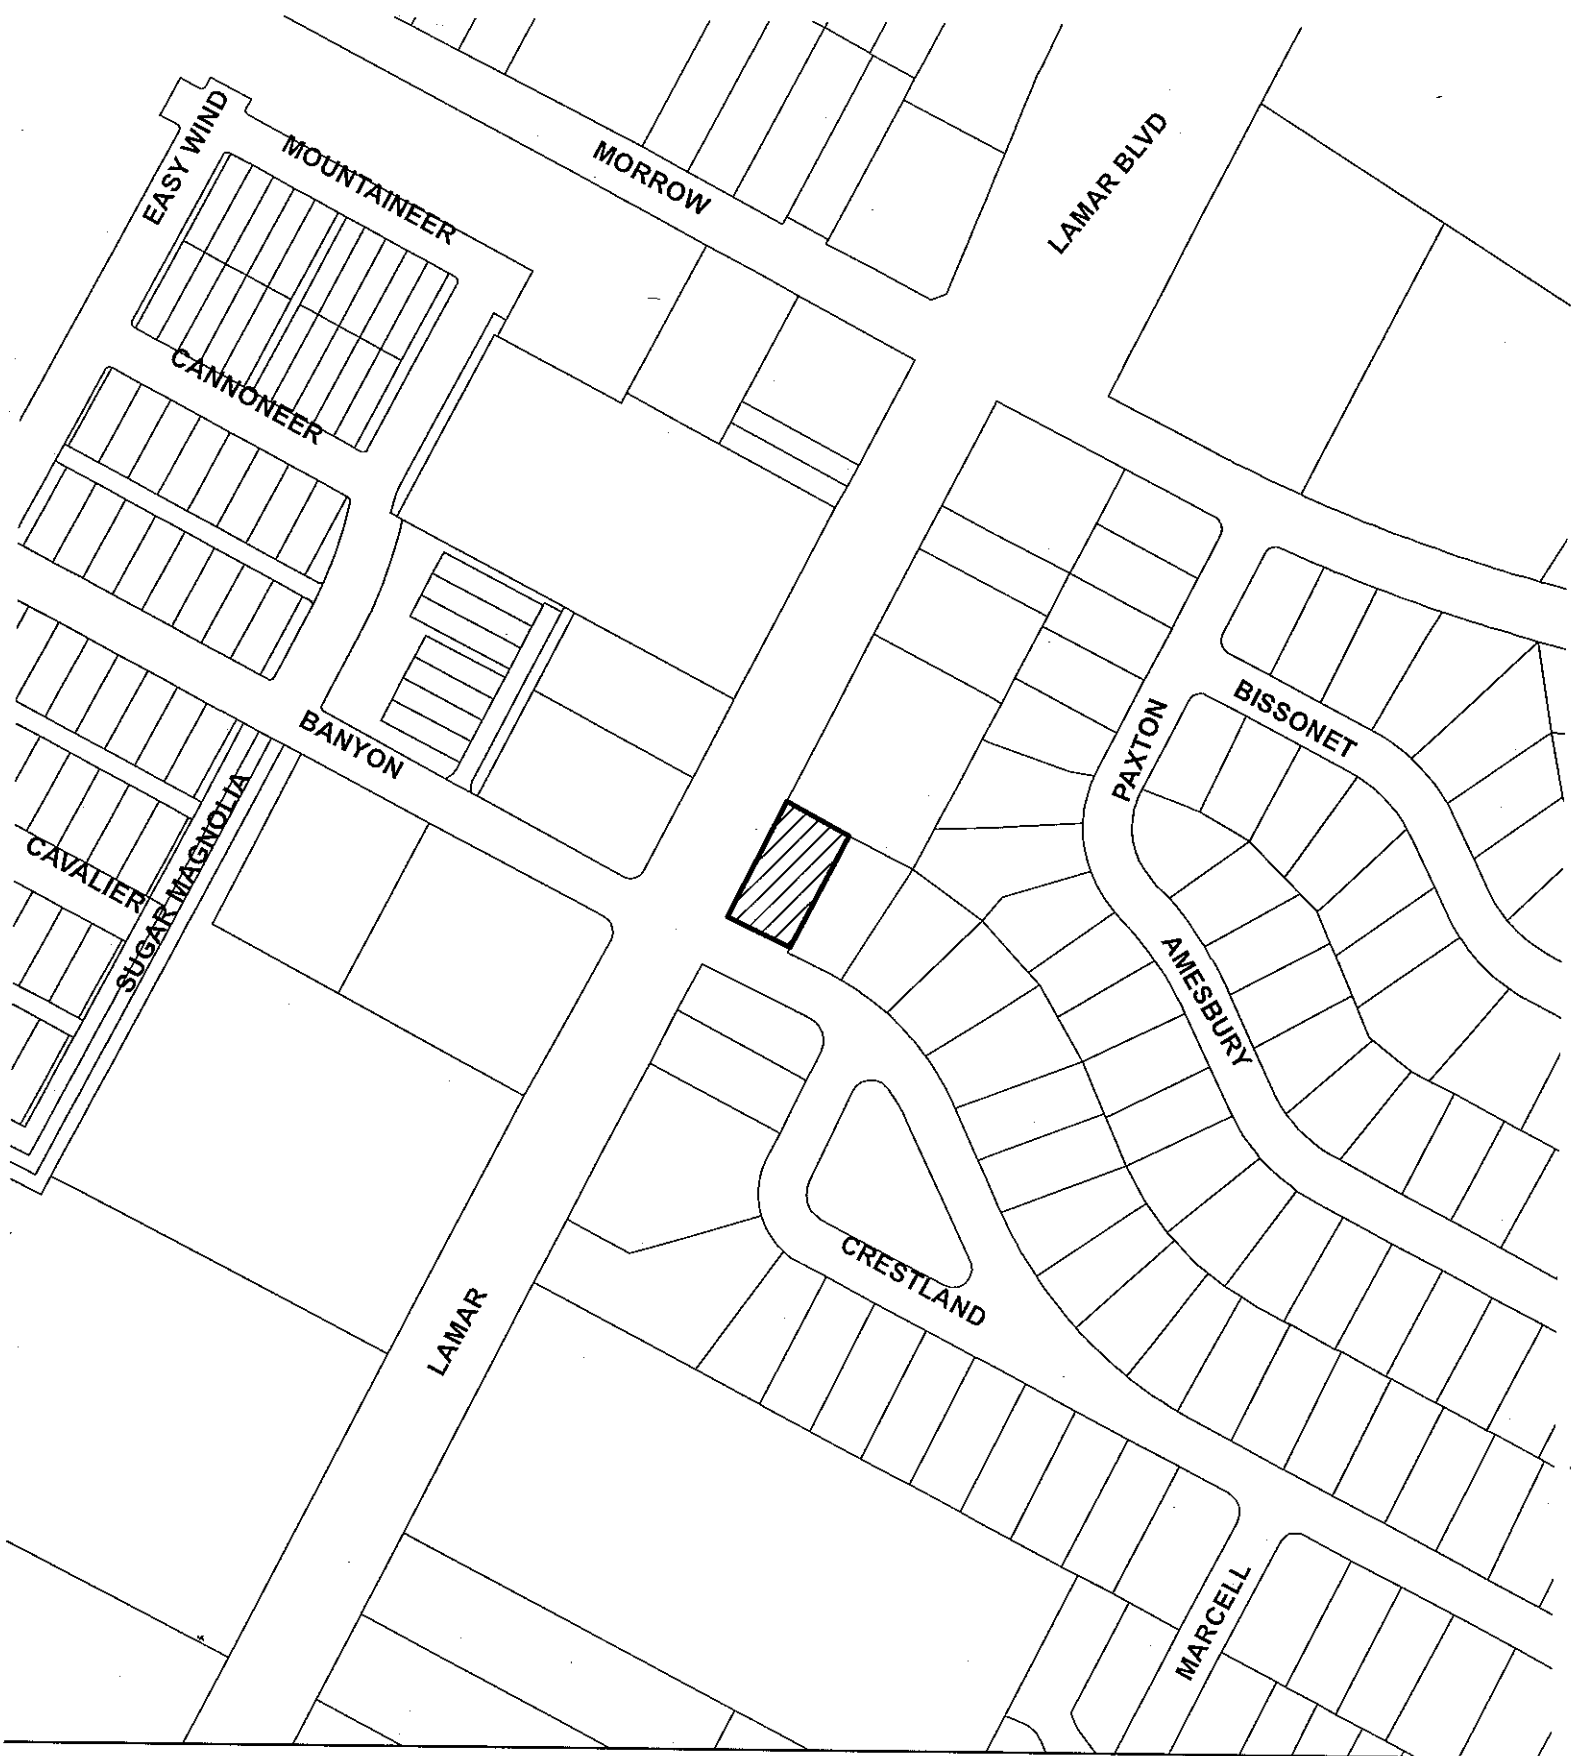 EASY WIND
MOUNTAINEER
MORROW
LAMAR BLVD
CANNONEER
BISSONET
PAXTON
BANYON
SUGAR MAGNOLIA
CAVALIER
AMESBURY
CRESTLAND
LAMAR
MARCELL